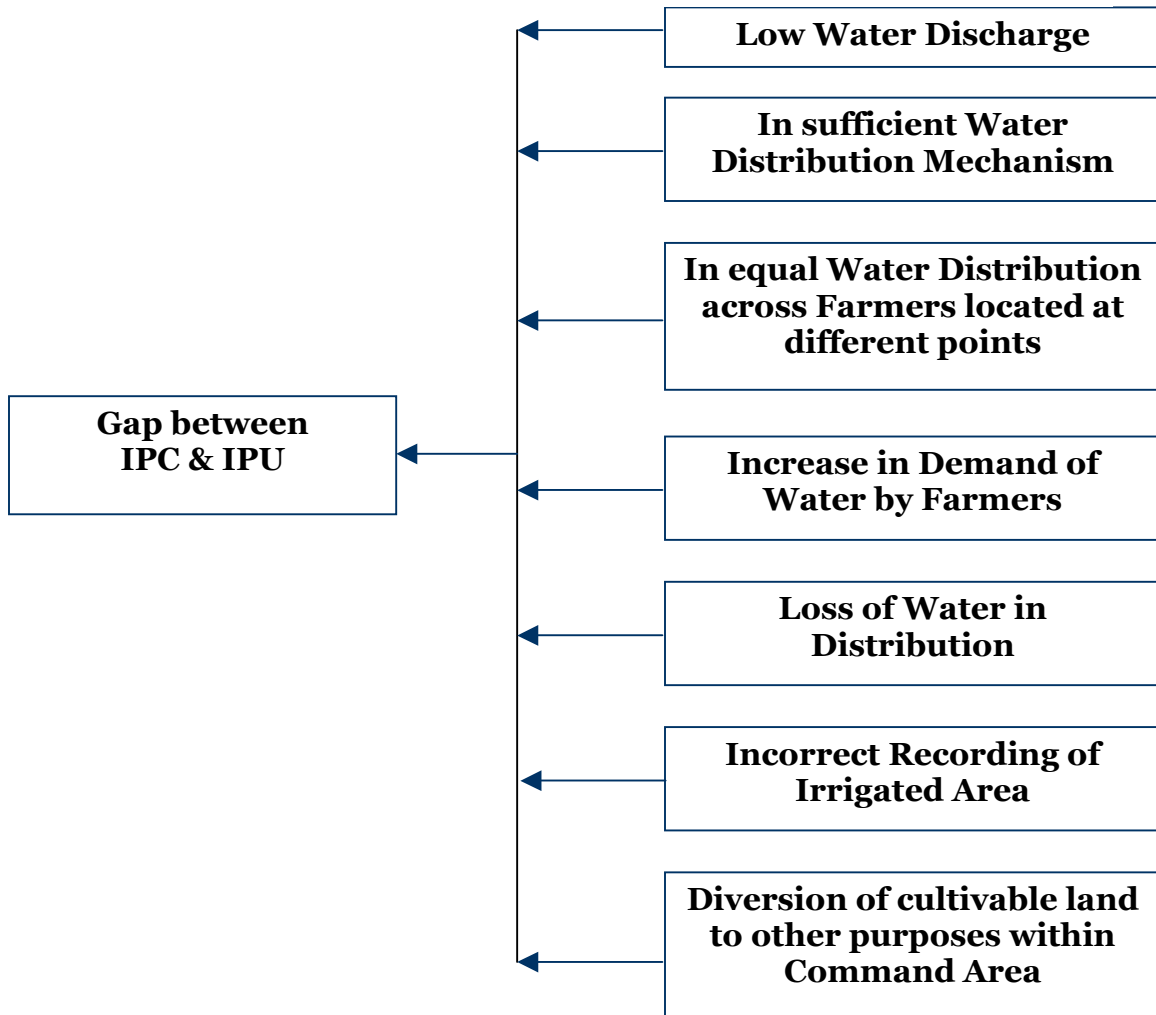 Low Water Discharge
In sufficient Water
Distribution Mechanism
In equal Water Distribution
across Farmers located at
different points
Gap between
IPC & IPU
Increase in Demand of
Water by Farmers
Loss of Water in
Distribution
Incorrect Recording of
Irrigated Area
Diversion of cultivable land
to other purposes within
Command Area